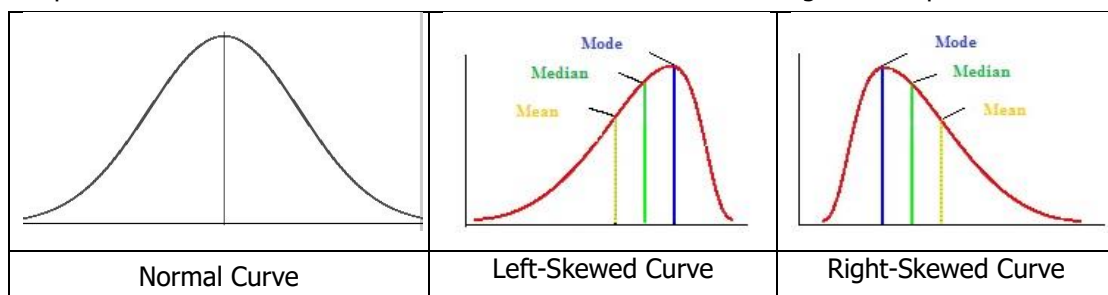 Mode
Median
Mean
Mode
Median
Mean
Normal Curve
Left-Skewed Curve
Right-Skewed Curve